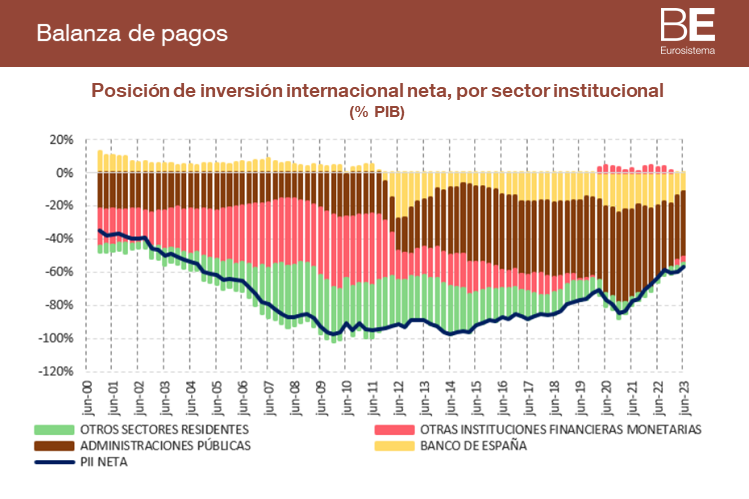 Balanza de pagos
BE
Eurosistema
Posición de inversión internacional neta, por sector institucional
(% PIB)
20%
0%
-20%
-40%
-60%
-80%
-100%
-120%
jun-00
jun-01
jun-02
jun-03
jun-04
jun-05
jun-06
jun-07
jun-08
jun-09
jun-10
jun-11
jun-12
jun-13
jun-14
jun-15
jun-16
jun-17
jun-18
jun-19
jun-20
jun-21
jun-22
jun-23
OTROS SECTORES RESIDENTES
OTRAS INSTITUCIONES FINANCIERAS MONETARIAS
ADMINISTRACIONES PÚBLICAS
BANCO DE ESPAÑA
PII NETA